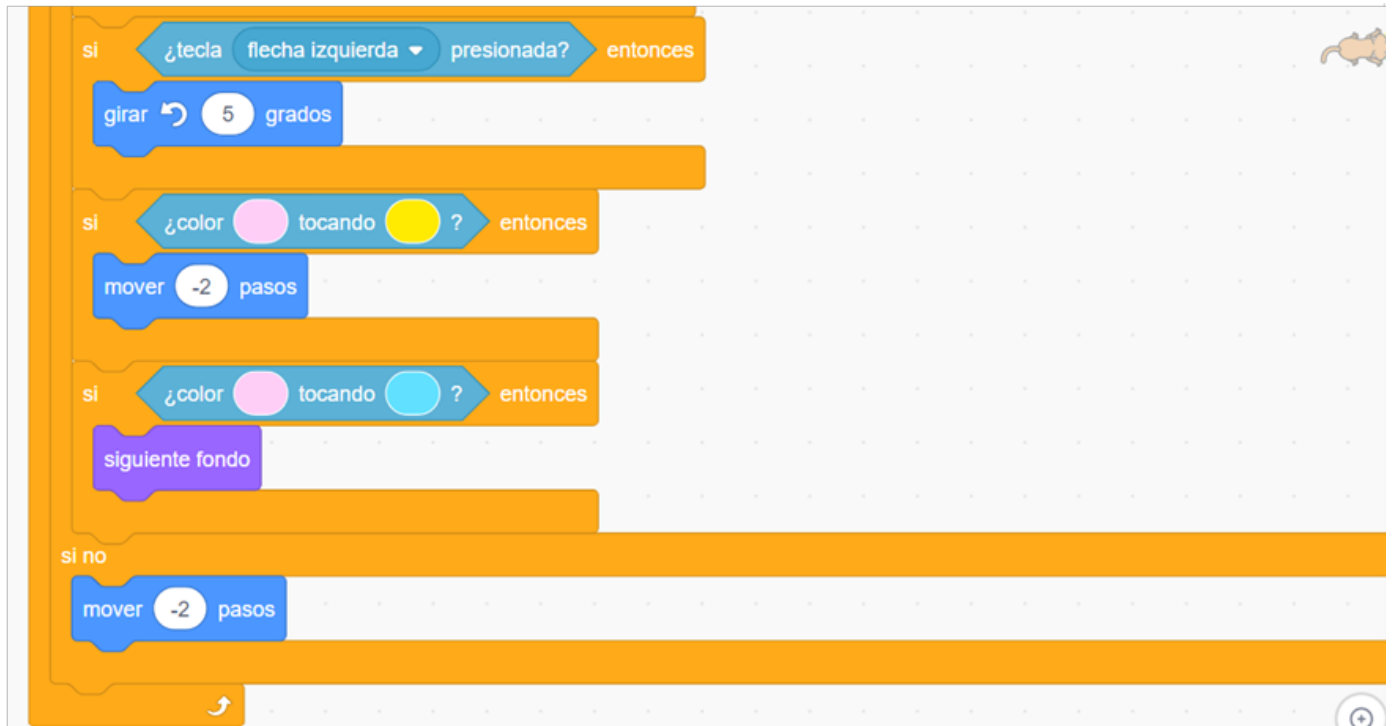 si ¿tecla flecha izquierda presionada? entonces
girar 5 grados
si ¿color tocando ? entonces
mover -2 pasos
si ¿color tocando ? entonces
siguiente fondo
si no
mover -2 pasos